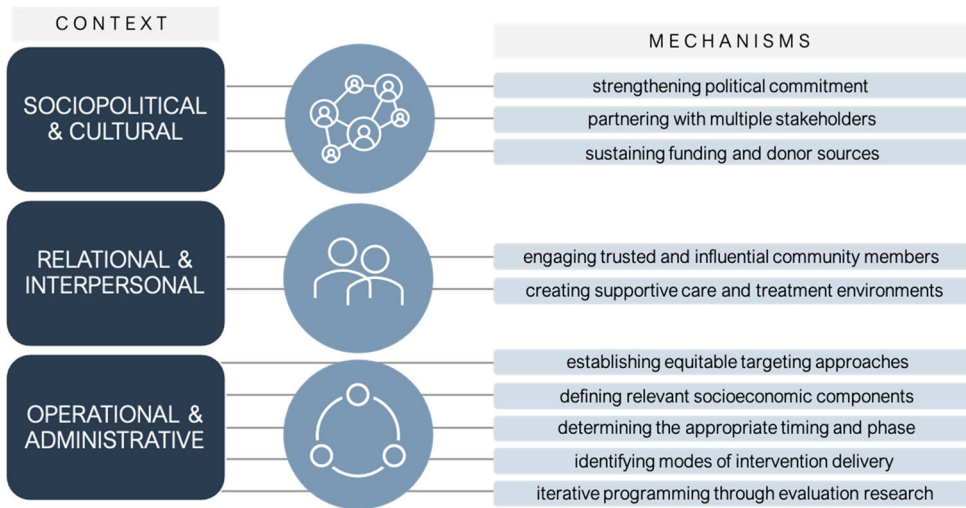 CONTEXT
MECHANISMS
SOCIOPOLITICAL
& CULTURAL
strengthening political commitment
partnering with multiple stakeholders
sustaining funding and donor sources
RELATIONAL &
INTERPERSONAL
engaging trusted and influential community members
creating supportive care and treatment environments
OPERATIONAL &
ADMINISTRATIVE
establishing equitable targeting approaches
defining relevant socioeconomic components
determining the appropriate timing and phase
identifying modes of intervention delivery
iterative programming through evaluation research